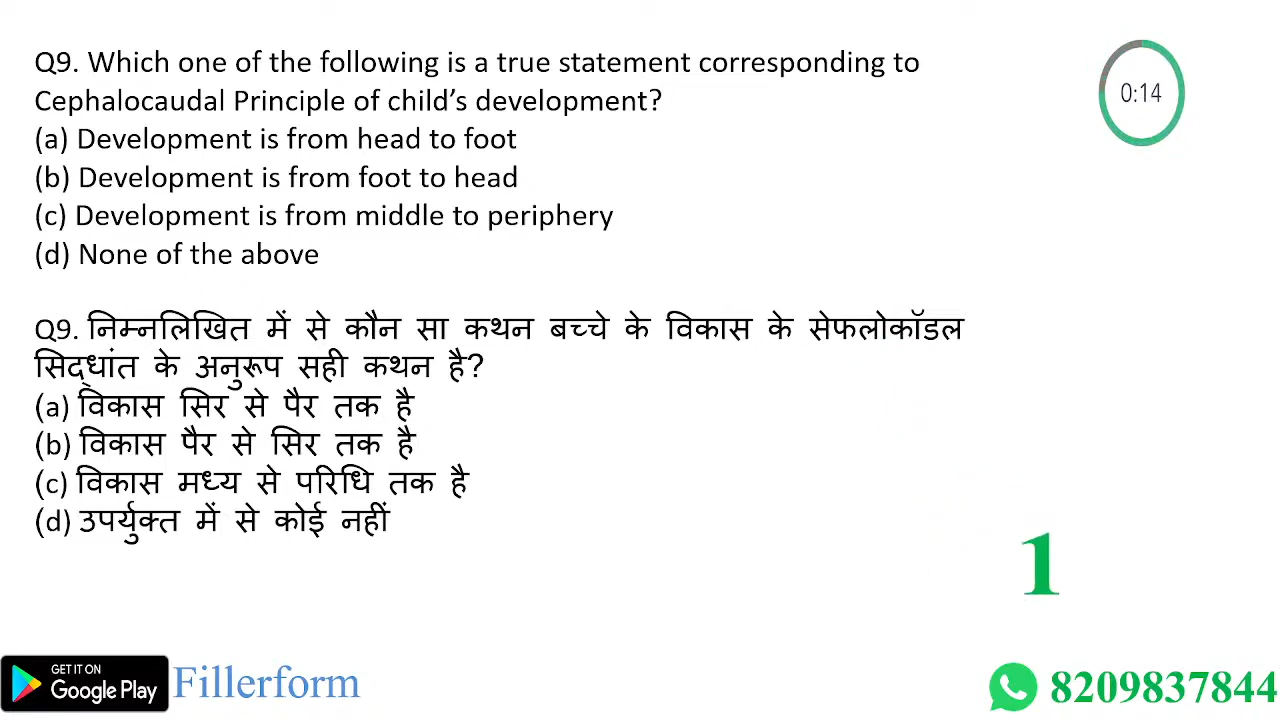 Q9. Which one of the following is a true statement corresponding to
Cephalocaudal Principle of child’s development?
(a) Development is from head to foot
(b) Development is from foot to head
(c) Development is from middle to periphery
(d) None of the above
0:14
Q9. निम्नलिखित में से कौन सा कथन बच्चे के विकास के सेफलोकॉडल
सिद्धांत के अनुरूप सही कथन है?
(a) विकास सिर से पैर तक है
(b) विकास पैर से सिर तक है
(c) विकास मध्य से परिधि तक है
(d) उपर्युक्त में से कोई नहीं
1
GET IT ON
Google Play
Fillerform
8209837844